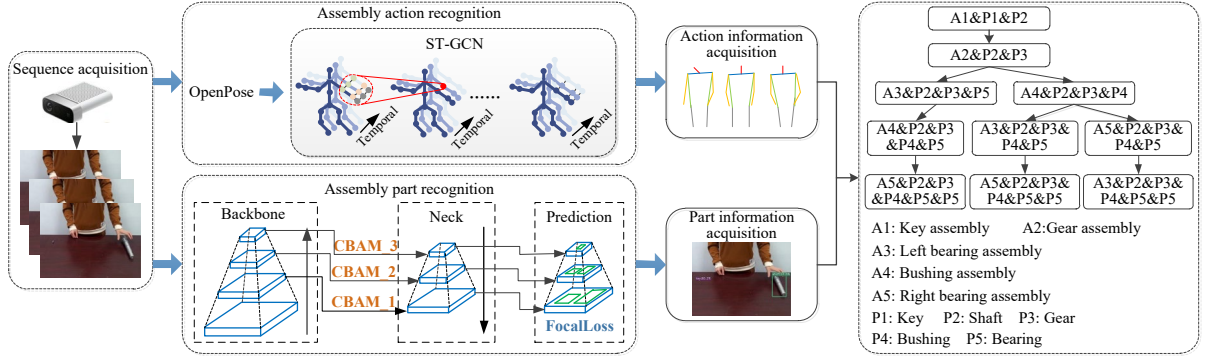 Sequence acquisition
Assembly action recognition
ST-GCN
OpenPose
Temporal
Temporal
Temporal
Assembly part recognition
Backbone
Neck
Prediction
CBAM_3
CBAM_2
CBAM_1
FocalLoss
Action information
acquisition
Part information
acquisition
A1&P1&P2
A2&P2&P3
A3&P2&P3&P5
A4&P2&P3&P4
A4&P2&P3
&P4&P5
A3&P2&P3&
P4&P5
A5&P2&P3&
P4&P5
A5&P2&P3
&P4&P5&P5
A5&P2&P3&
P4&P5&P5
A3&P2&P3&
P4&P5&P5
A1: Key assembly A2:Gear assembly
A3: Left bearing assembly
A4: Bushing assembly
A5: Right bearing assembly
P1: Key P2: Shaft P3: Gear
P4: Bushing P5: Bearing